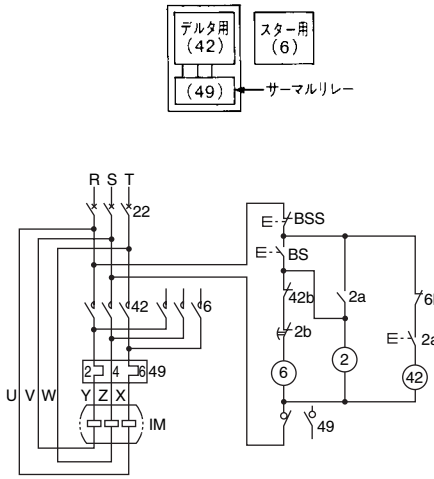 デルタ用
(42)
スター用
(6)
(49)
サーマルリレー
R S T
22
BSS
BS
42
6
42b
2a
6b
2b
2a
2 4 6 49
6
2
42
U V W Y Z X
IM
49